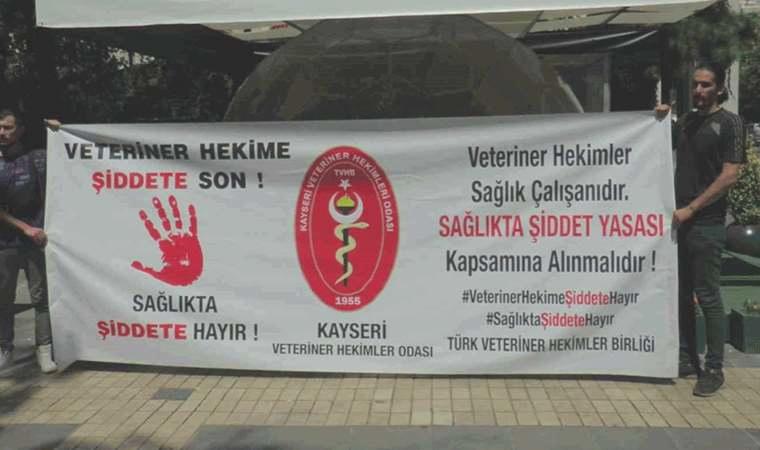 VETERİNER HEKİME
ŞİDDETE SON !
SAĞLIKTA
ŞİDDETE HAYIR !
KAYSERİ VETERİNER HEKİMLERİ ODASI
TVHB
1955
KAYSERİ
VETERİNER HEKİMLER ODASI
Veteriner Hekimler
Sağlık Çalışanıdır.
SAĞLIKTA ŞİDDET YASASI
Kapsamına Alınmalıdır !
#VeterinerHekimeŞiddeteHayır
#SağlıktaŞiddeteHayır
TÜRK VETERİNER HEKİMLER BİRLİĞİ